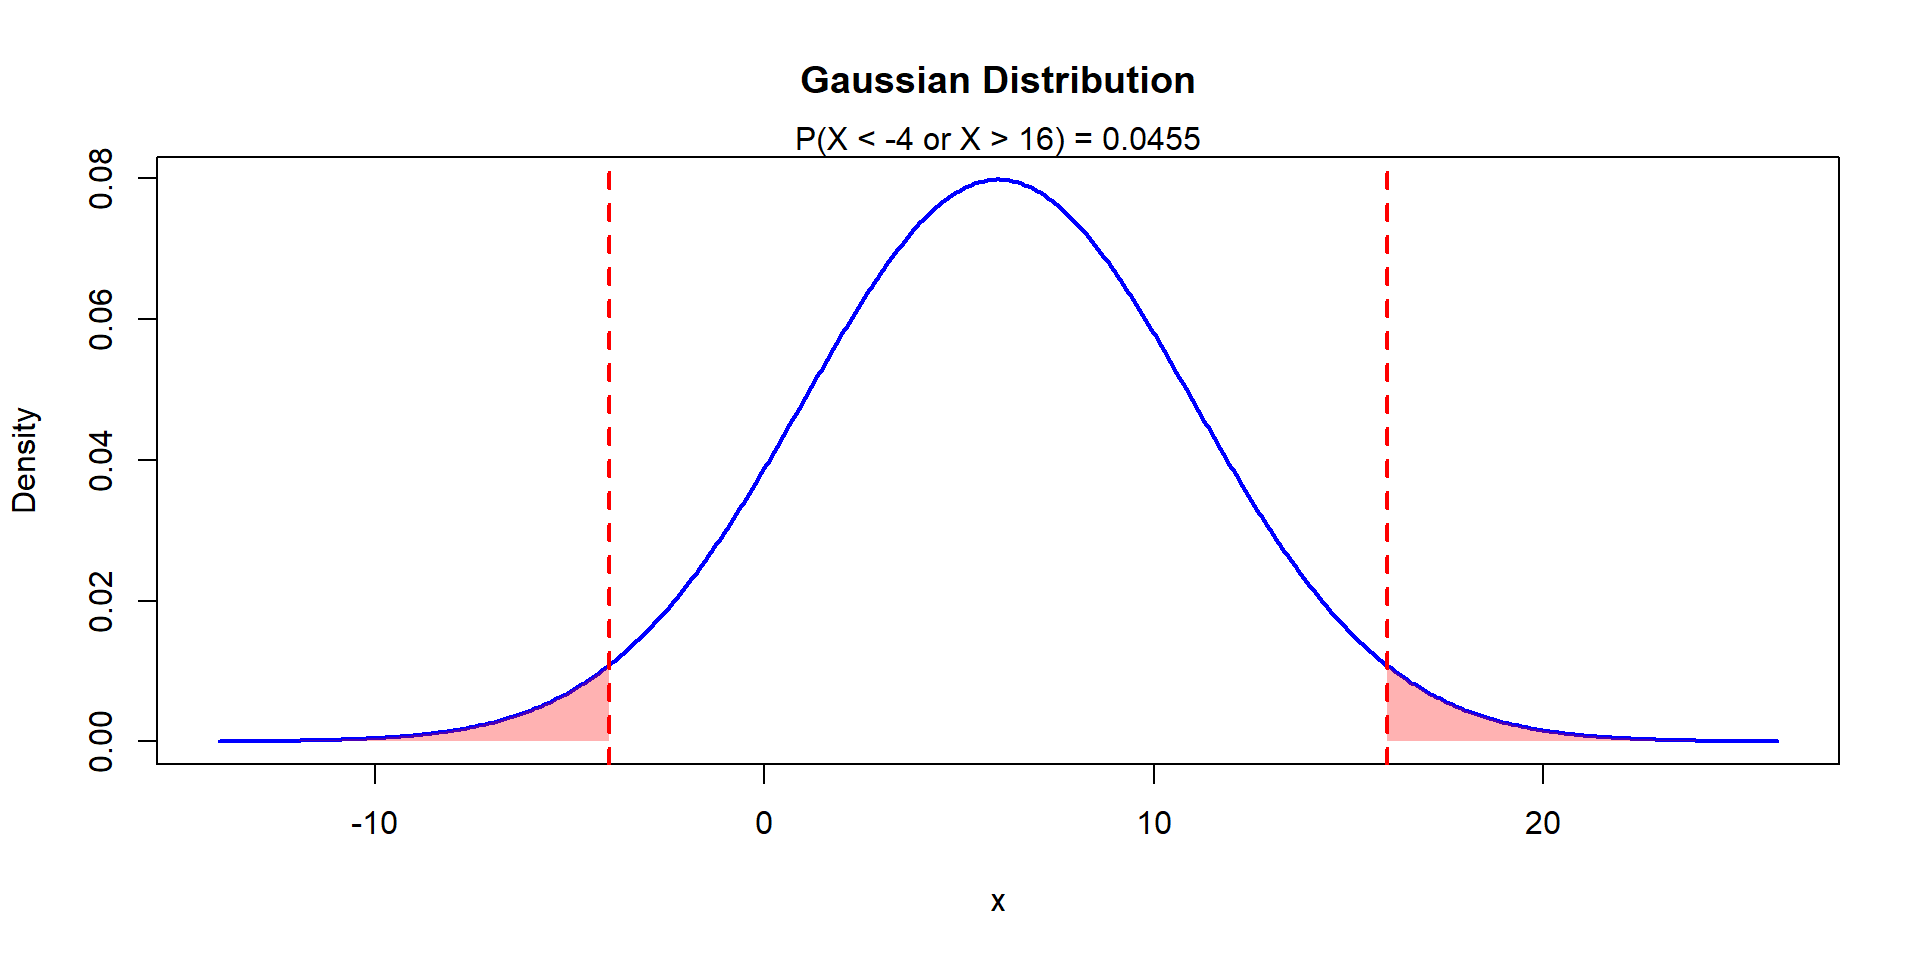 Gaussian Distribution
P(X < -4 or X > 16) = 0.0455
0.08
0.06
0.04
0.02
0.00
Density
-10 0 10 20
x